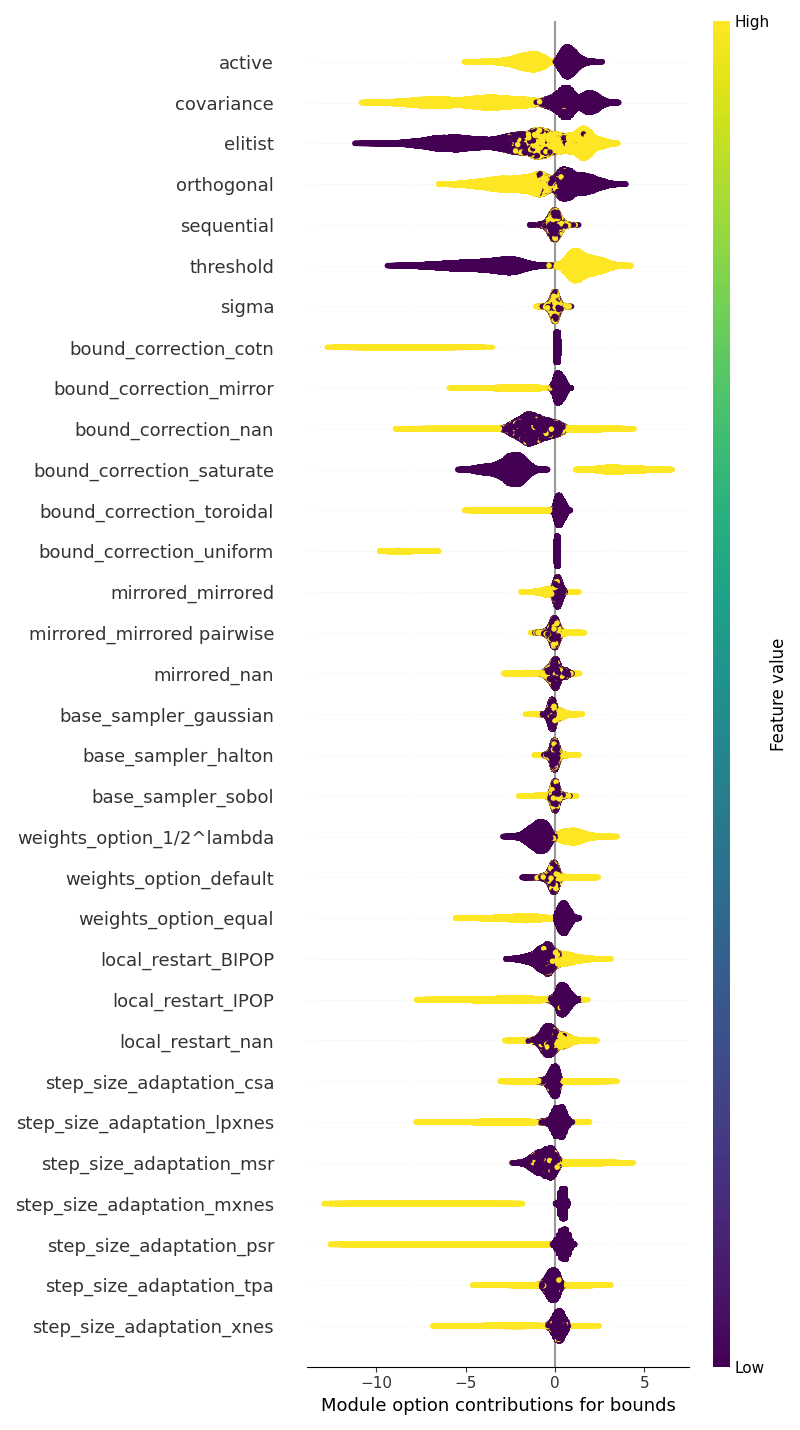 High
active
covariance
elitist
orthogonal
sequential
threshold
sigma
bound_correction_cotn
bound_correction_mirror
bound_correction_nan
bound_correction_saturate
bound_correction_toroidal
bound_correction_uniform
mirrored_mirrored
mirrored_mirrored pairwise
mirrored_nan
base_sampler_gaussian
base_sampler_halton
base_sampler_sobol
weights_option_1/2^lambda
weights_option_default
weights_option_equal
local_restart_BIPOP
local_restart_IPOP
local_restart_nan
step_size_adaptation_csa
step_size_adaptation_lpxnes
step_size_adaptation_msr
step_size_adaptation_mxnes
step_size_adaptation_psr
step_size_adaptation_tpa
step_size_adaptation_xnes
Feature value
Low
−10 −5 0 5
Module option contributions for bounds